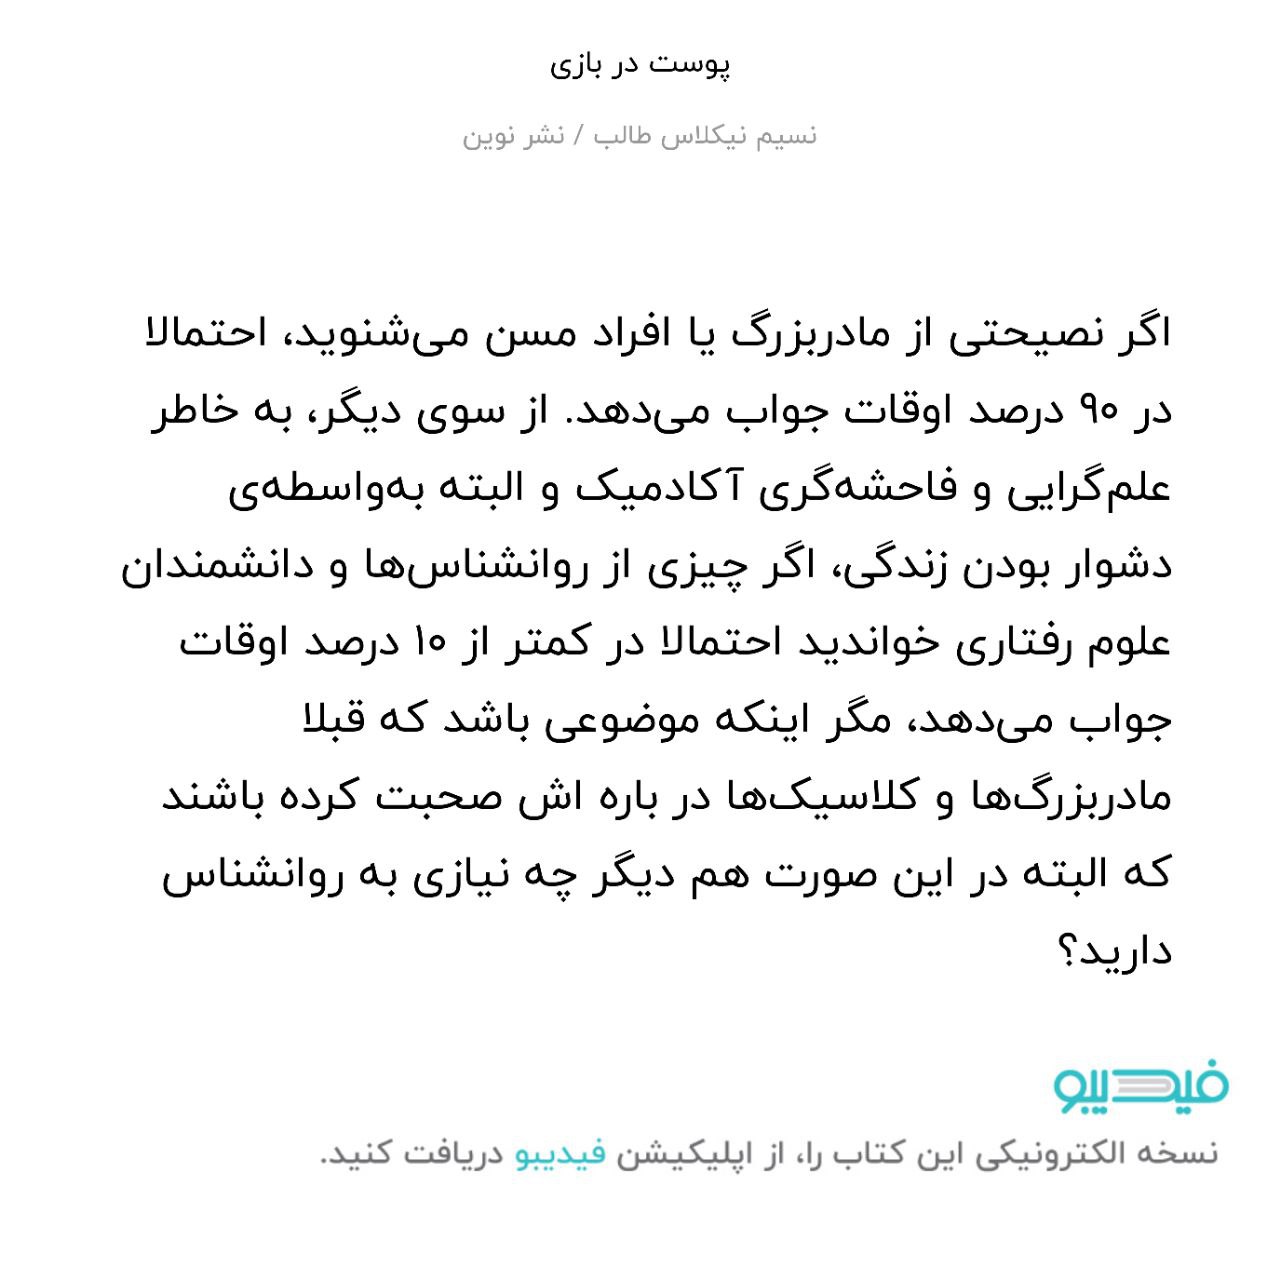 پوست در بازی
نسیم نیکلاس طالب / نشر نوین
اگر نصیحتی از مادربزرگ یا افراد مسن می‌شنوید، احتمالا
در ۹۰ درصد اوقات جواب می‌دهد. از سوی دیگر، به خاطر
علم‌گرایی و فاحشه‌گری آکادمیک و البته به‌واسطه‌ی
دشوار بودن زندگی، اگر چیزی از روانشناس‌ها و دانشمندان
علوم رفتاری خواندید احتمالا در کمتر از ۱۰ درصد اوقات
جواب می‌دهد، مگر اینکه موضوعی باشد که قبلا
مادربزرگ‌ها و کلاسیک‌ها در باره اش صحبت کرده باشند
که البته در این صورت هم دیگر چه نیازی به روانشناس
دارید؟
فیدیبو
نسخه الکترونیکی این کتاب را، از اپلیکیشن فیدیبو دریافت کنید.